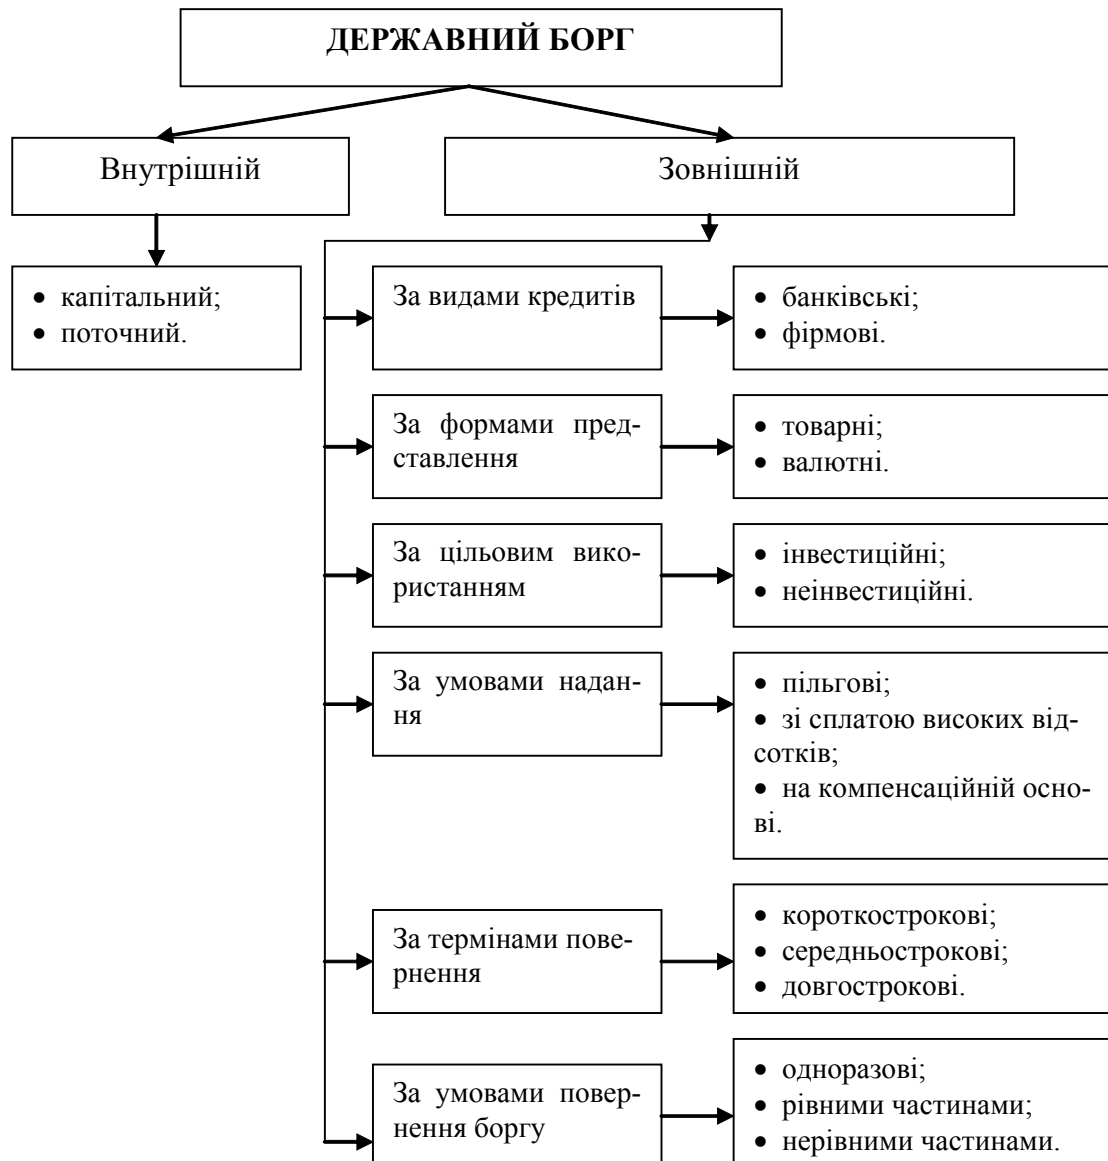 ДЕРЖАВНИЙ БОРГ
Внутрішній
Зовнішній
• капітальний;
• поточний.
За видами кредитів
• банківські;
• фірмові.
За формами пред-
ставлення
• товарні;
• валютні.
За цільовим вико-
ристанням
• інвестиційні;
• неінвестиційні.
За умовами надан-
ня
• пільгові;
• зі сплатою високих від-
сотків;
• на компенсаційній осно-
ві.
За термінами пове-
рнення
• короткострокові;
• середньострокові;
• довгострокові.
За умовами повер-
нення боргу
• одноразові;
• рівними частинами;
• нерівними частинами.